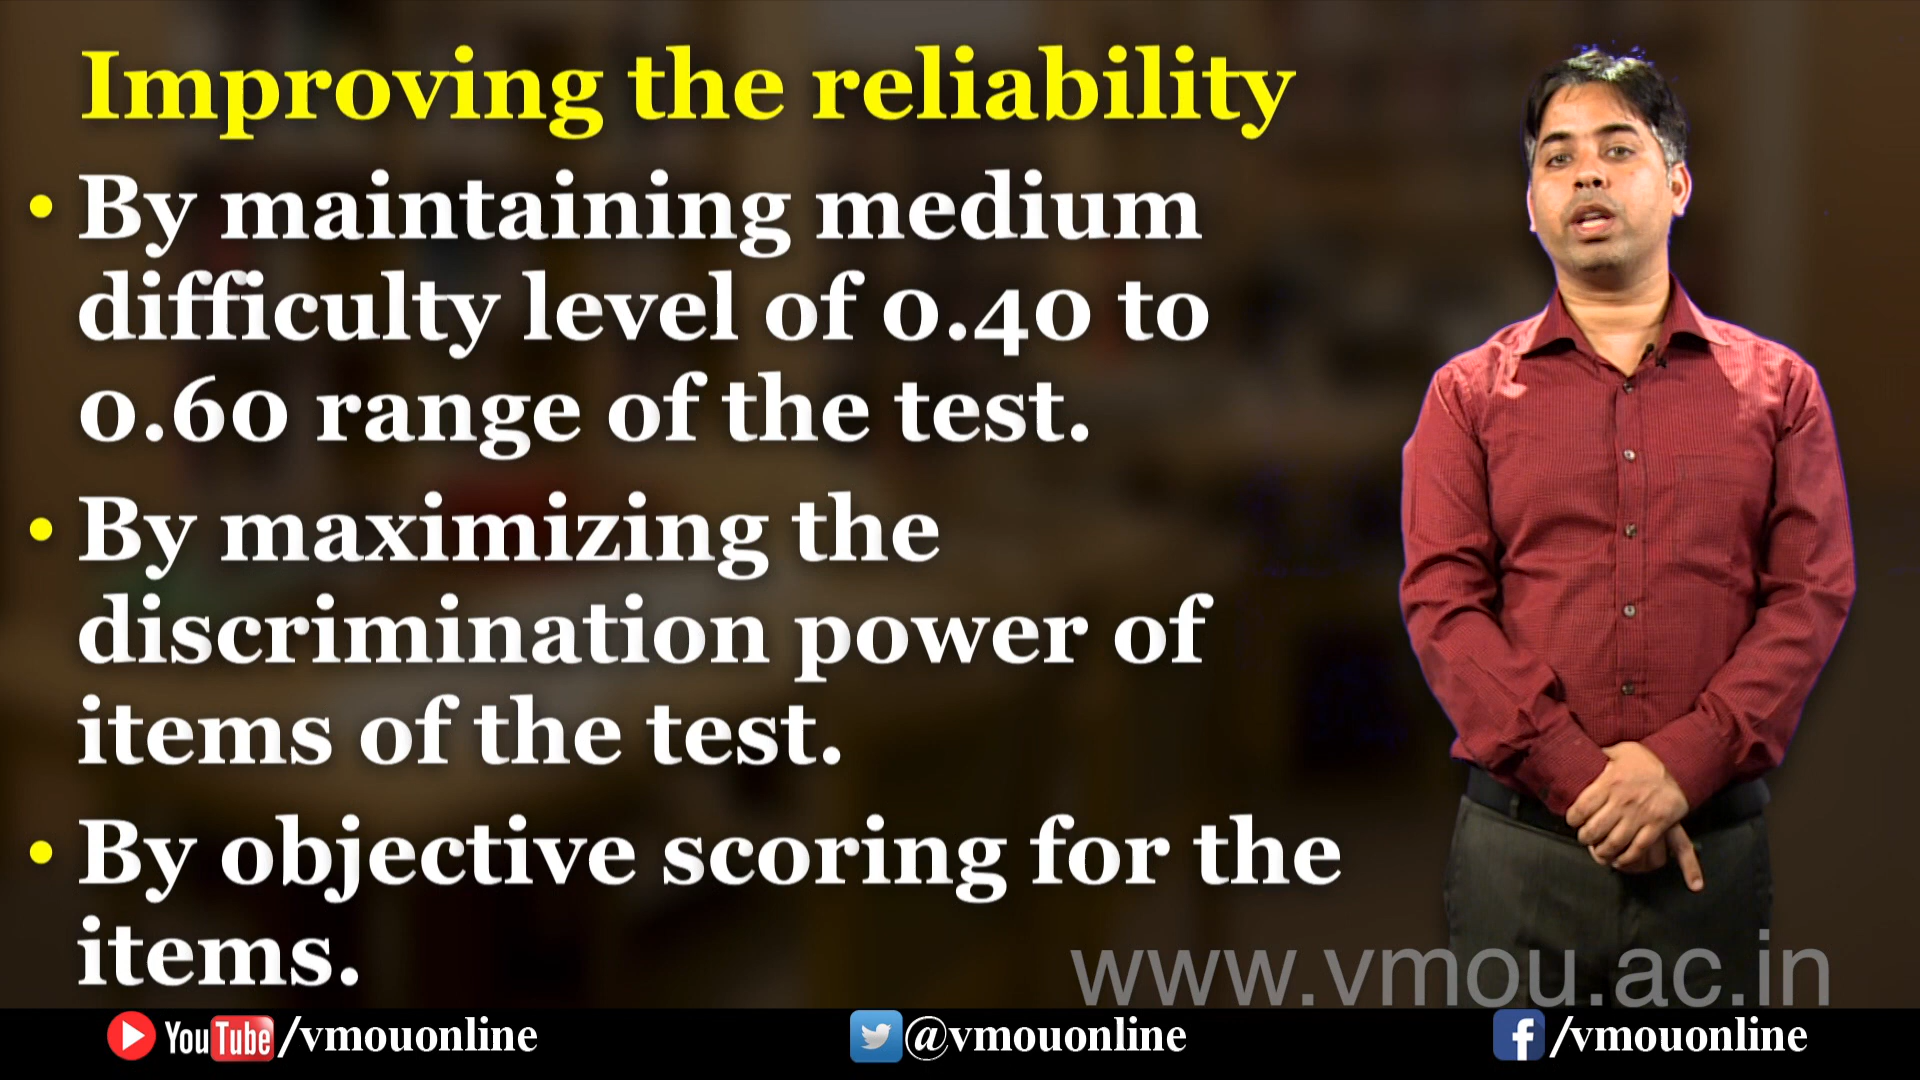 Improving the reliability
• By maintaining medium
difficulty level of 0.40 to
0.60 range of the test.
• By maximizing the
discrimination power of
items of the test.
• By objective scoring for the
items.
www.vmou.ac.in
YouTube /vmouonline
@vmouonline
f /vmouonline